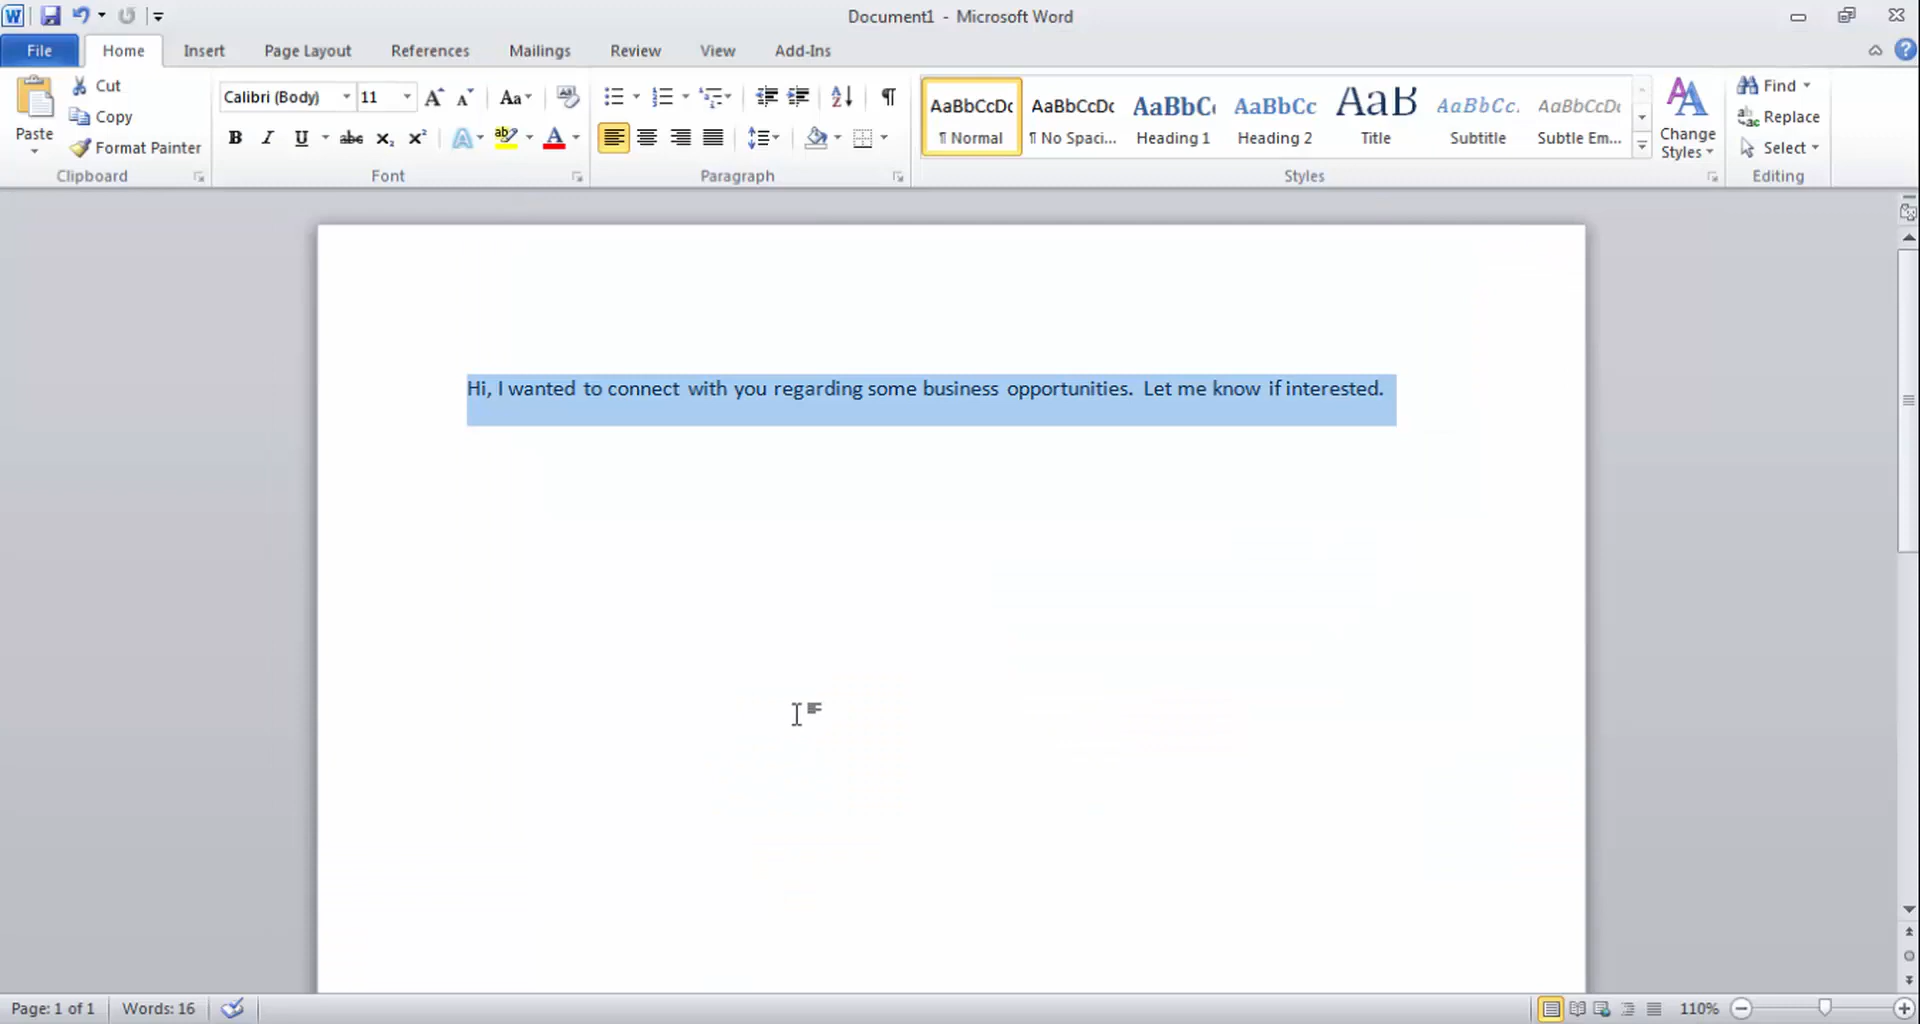 Document1 - Microsoft Word
File Home Insert Page Layout References Mailings Review View Add-Ins
Cut
Copy
Format Painter
Paste
Clipboard
Calibri (Body) 11
Font
Paragraph
AaBbCcDc AaBbCcDc AaBbC AaBbCc AaB AaBbCc. AaBbCcDc
¶ Normal ¶ No Spaci... Heading 1 Heading 2 Title Subtitle Subtle Em...
Change
Styles
Styles
Find
Replace
Select
Editing
Hi, I wanted to connect with you regarding some business opportunities. Let me know if interested.
Page: 1 of 1 Words: 16 110%